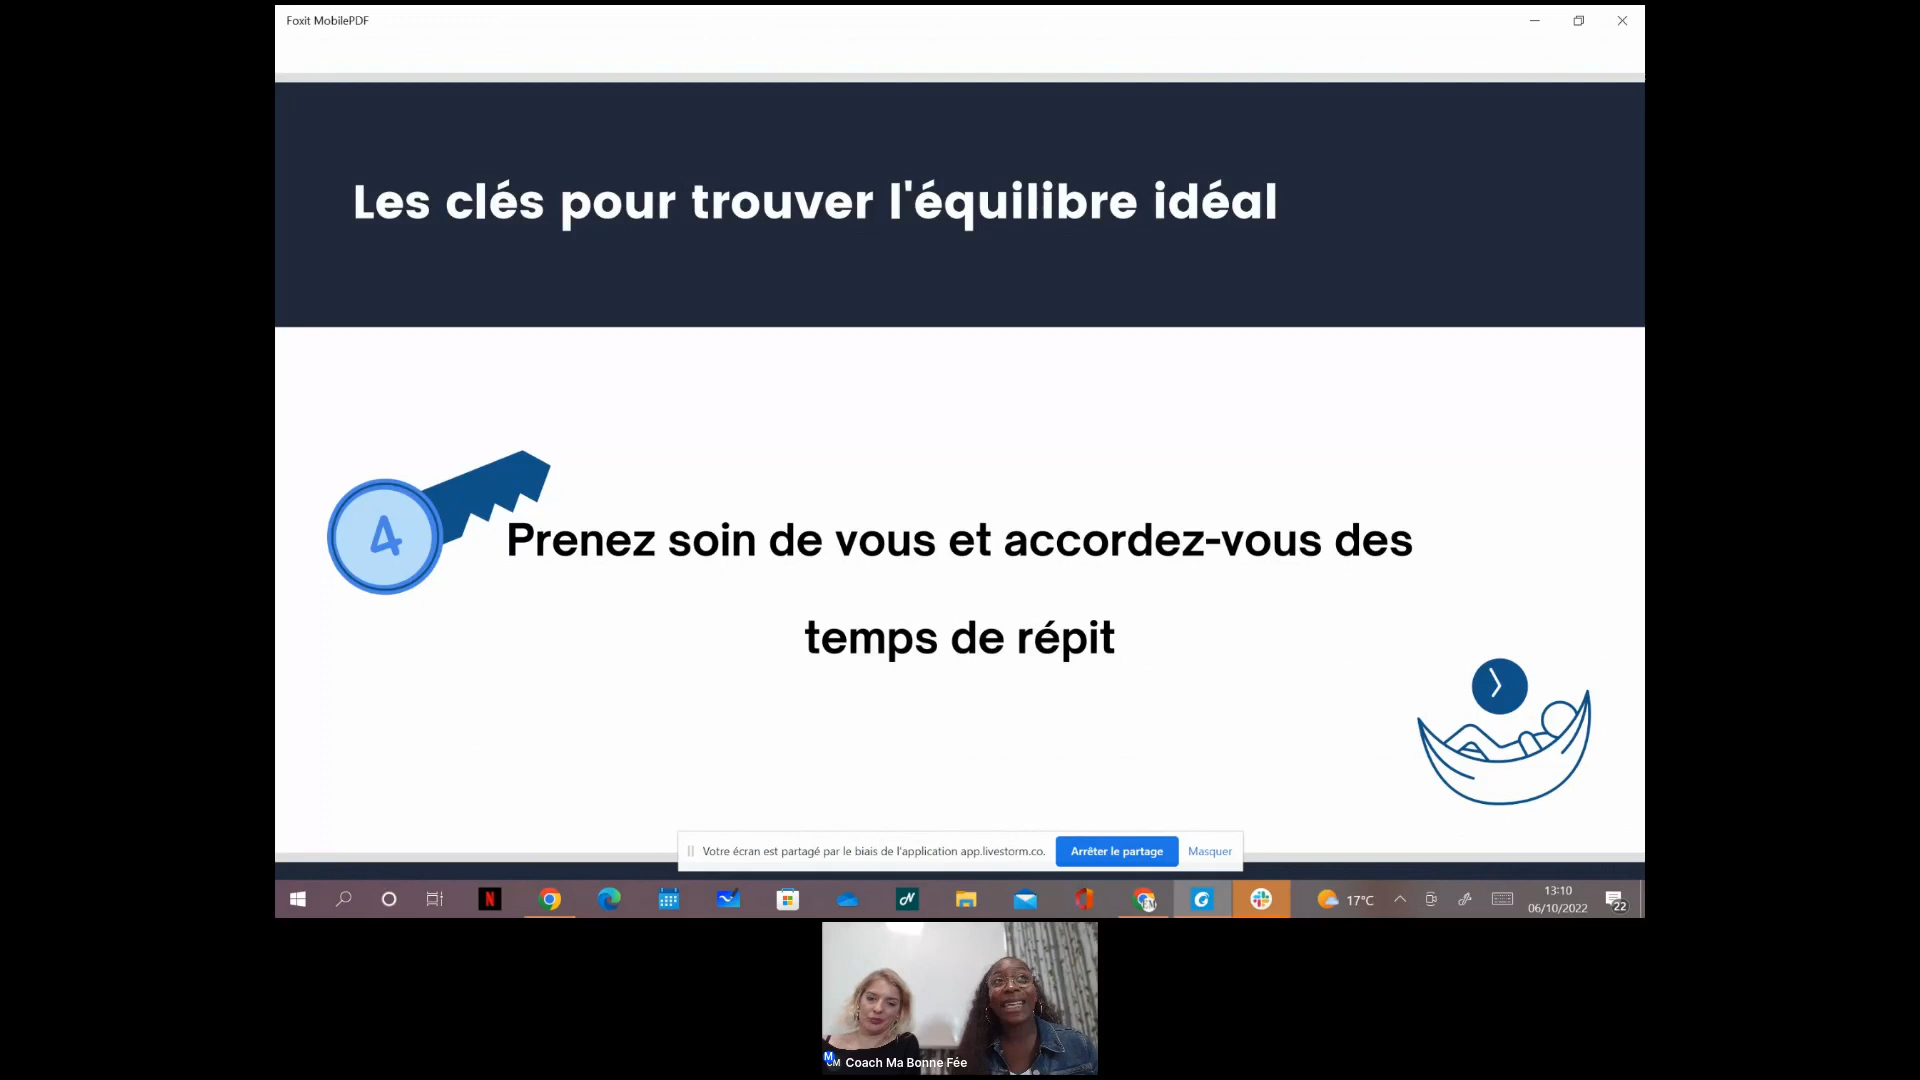 Foxit MobilePDF
Les clés pour trouver l'équilibre idéal
4
Prenez soin de vous et accordez-vous des
temps de répit
Votre écran est partagé par le biais de l'application app.livestorm.co.
Arrêter le partage
Masquer
N
EM
17°C
13:10
06/10/2022
22
M
CM
Coach Ma Bonne Fée